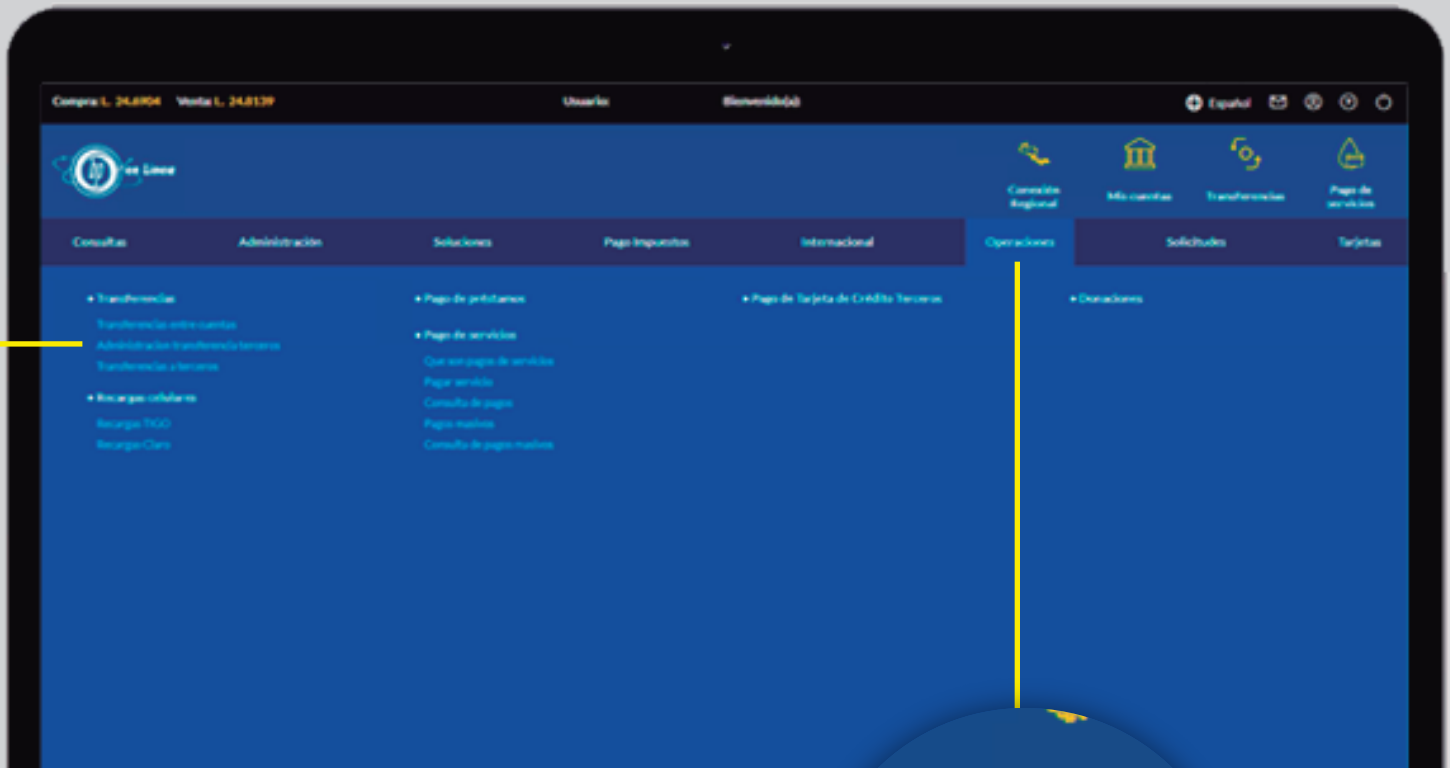 Compra: L. 24.6904 Venta: L. 24.8139 Usuario: Bienvenido(a) Español
en Línea
Conexión Regional
Mis cuentas
Transferencias
Pago de servicios
Consultas Administración Soluciones Pago Impuestos Internacional Operaciones Solicitudes Tarjetas
• Transferencias
Transferencias entre cuentas
Administracion transferencia terceros
Transferencias a terceros
• Recargas celulares
Recargas TIGO
Recargas Claro
• Pago de préstamos
• Pago de servicios
Que son pagos de servicios
Pagar servicio
Consulta de pagos
Pagos masivos
Consulta de pagos masivos
• Pago de Tarjeta de Crédito Terceros
• Donaciones